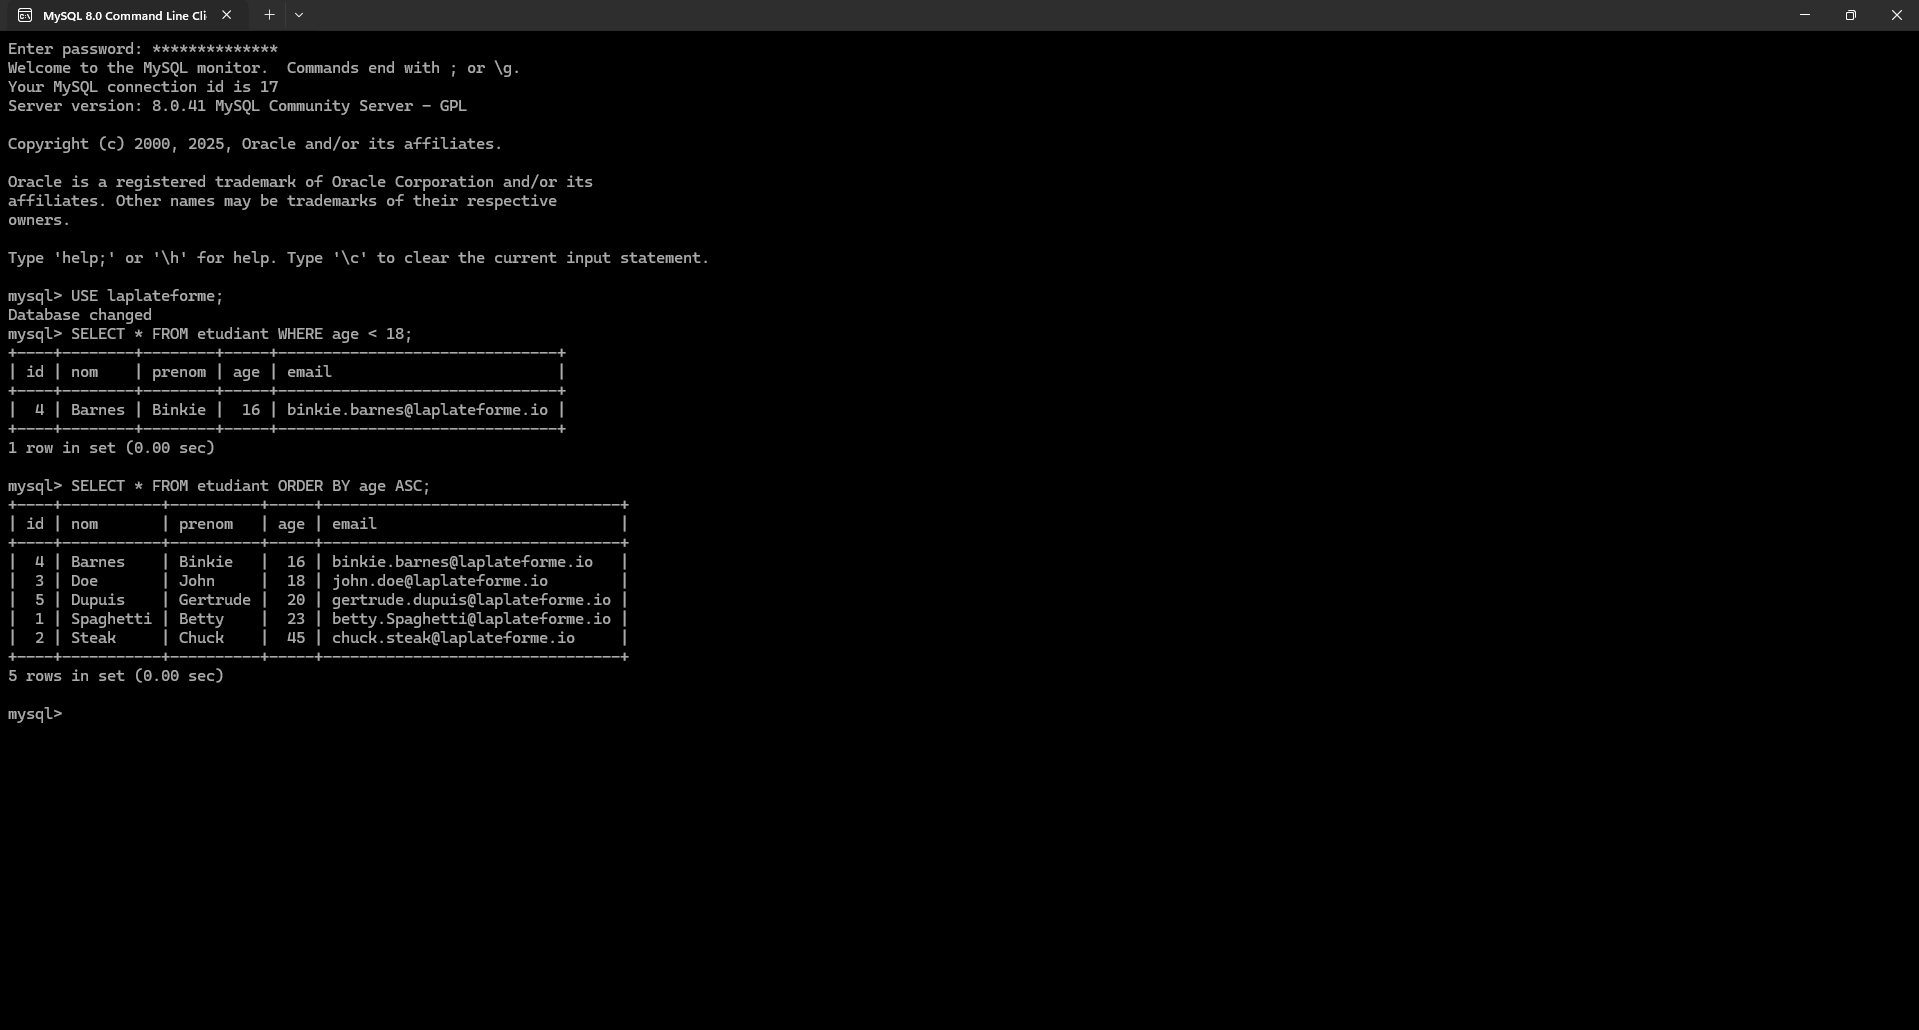 MySQL 8.0 Command Line Cli
Enter password: **************
Welcome to the MySQL monitor.  Commands end with ; or \g.
Your MySQL connection id is 17
Server version: 8.0.41 MySQL Community Server - GPL
Copyright (c) 2000, 2025, Oracle and/or its affiliates.
Oracle is a registered trademark of Oracle Corporation and/or its
affiliates. Other names may be trademarks of their respective
owners.
Type 'help;' or '\h' for help. Type '\c' to clear the current input statement.
mysql> USE laplateforme;
Database changed
mysql> SELECT * FROM etudiant WHERE age < 18;
+----+--------+--------+-----+-------------------------------+
| id | nom    | prenom | age | email                         |
+----+--------+--------+-----+-------------------------------+
|  4 | Barnes | Binkie |  16 | binkie.barnes@laplateforme.io |
+----+--------+--------+-----+-------------------------------+
1 row in set (0.00 sec)
mysql> SELECT * FROM etudiant ORDER BY age ASC;
+----+-----------+----------+-----+---------------------------------+
| id | nom       | prenom   | age | email                           |
+----+-----------+----------+-----+---------------------------------+
|  4 | Barnes    | Binkie   |  16 | binkie.barnes@laplateforme.io   |
|  3 | Doe       | John     |  18 | john.doe@laplateforme.io        |
|  5 | Dupuis    | Gertrude |  20 | gertrude.dupuis@laplateforme.io |
|  1 | Spaghetti | Betty    |  23 | betty.Spaghetti@laplateforme.io |
|  2 | Steak     | Chuck    |  45 | chuck.steak@laplateforme.io     |
+----+-----------+----------+-----+---------------------------------+
5 rows in set (0.00 sec)
mysql>